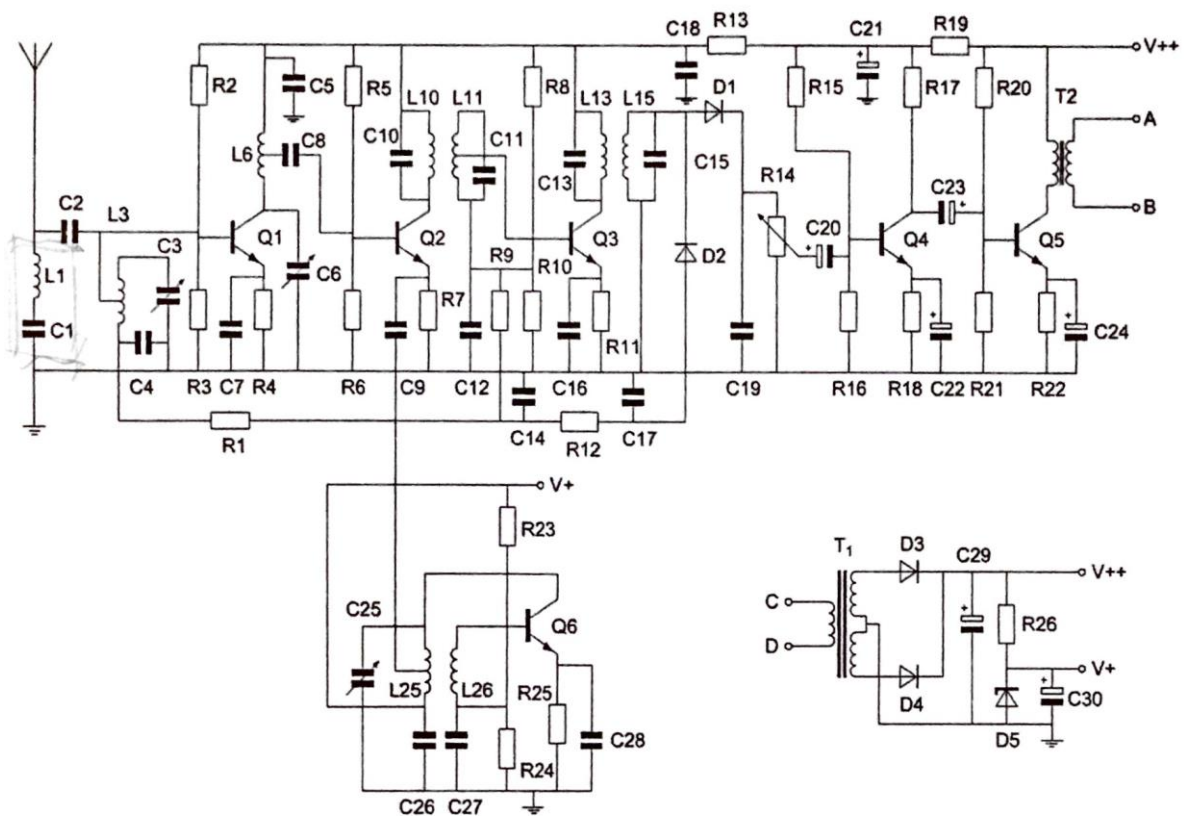 C18 R13 C21 R19
V++
R2 C5 R5 L10 L11 R8 L13 L15 D1 R15 R17 R20 T2
A
C8 C10 C11 C15
L6 C13 R14 C23
C2 L3 C20 B
C3 Q1 Q2 Q3 D2 Q4 Q5
L1 C6 R9 R10
R7
C1 R11 C24
C4 R3 C7 R4 R6 C9 C12 C16 C19 R16 R18 C22 R21 R22
R1 C14 R12 C17
V+
R23
T1 D3 C29 V++
C25 Q6 C
R26
D
L25 L26 R25 V+
D4 C30
R24 C28 D5
C26 C27